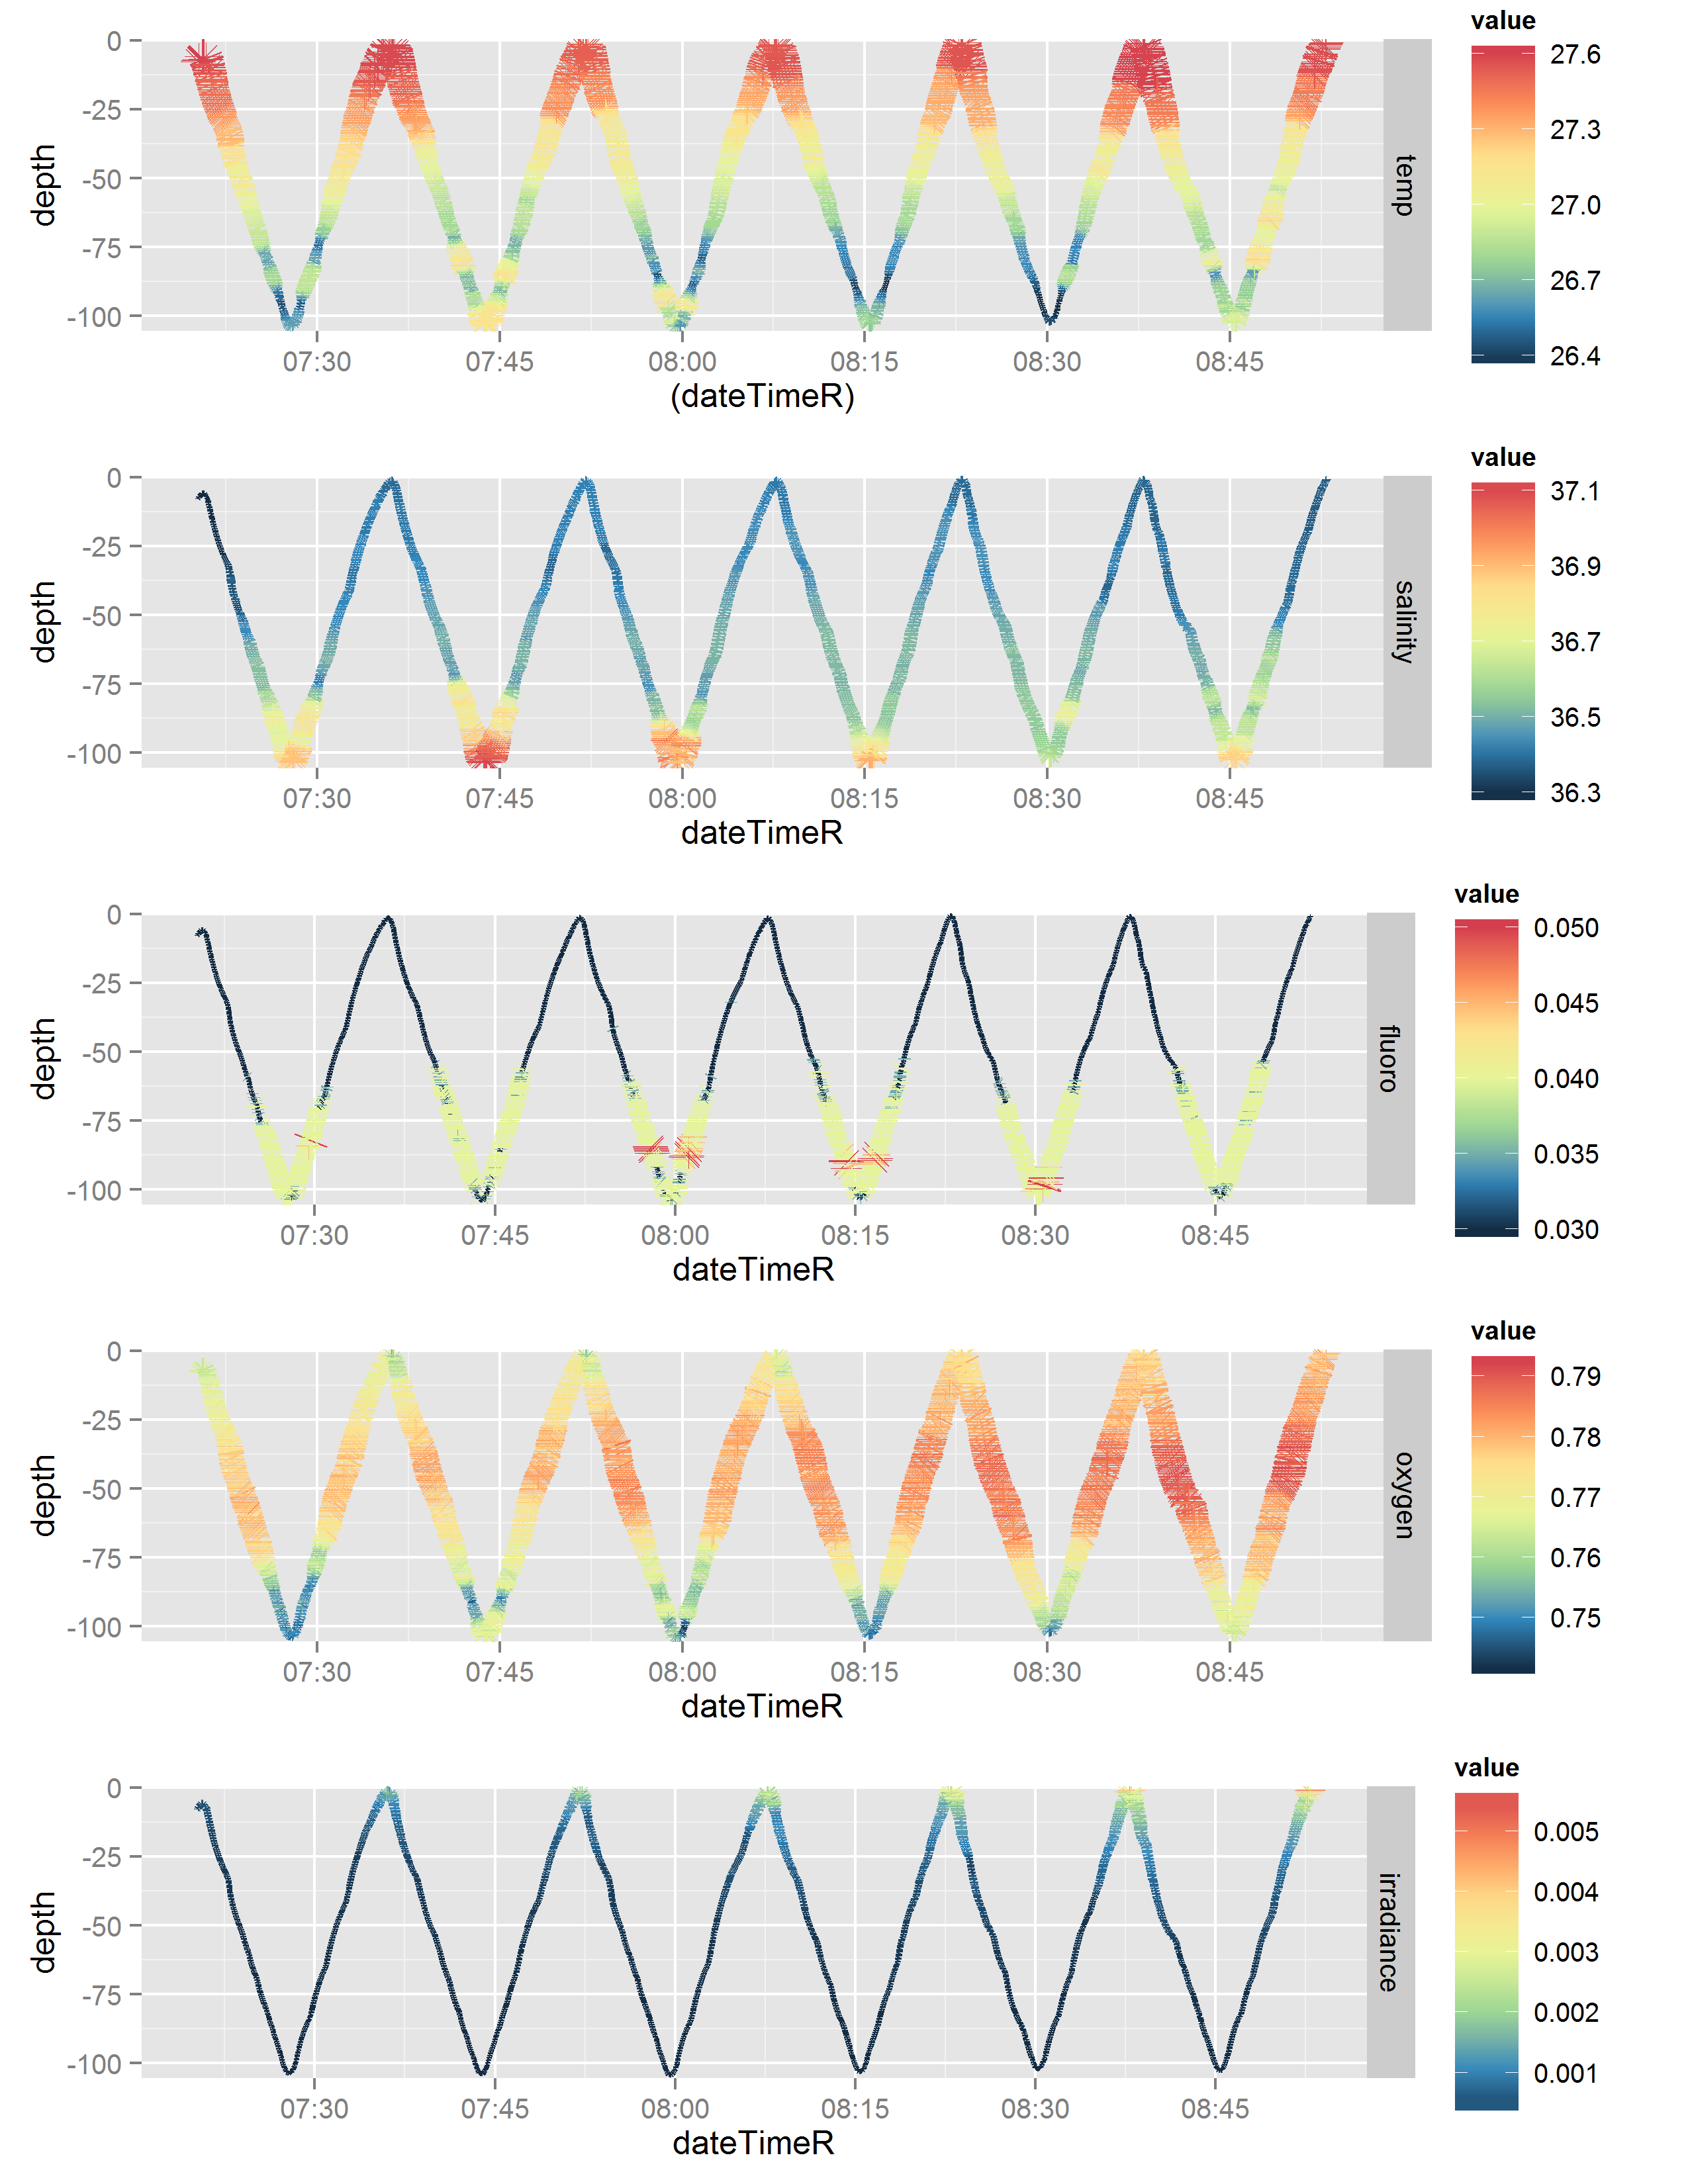 value
0
-25
-50
-75
-100
depth
temp
27.6
27.3
27.0
26.7
26.4
07:30 07:45 08:00 08:15 08:30 08:45
(dateTimeR)
value
0
-25
-50
-75
-100
depth
salinity
37.1
36.9
36.7
36.5
36.3
07:30 07:45 08:00 08:15 08:30 08:45
dateTimeR
value
0
-25
-50
-75
-100
depth
fluoro
0.050
0.045
0.040
0.035
0.030
07:30 07:45 08:00 08:15 08:30 08:45
dateTimeR
value
0
-25
-50
-75
-100
depth
oxygen
0.79
0.78
0.77
0.76
0.75
07:30 07:45 08:00 08:15 08:30 08:45
dateTimeR
value
0
-25
-50
-75
-100
depth
irradiance
0.005
0.004
0.003
0.002
0.001
07:30 07:45 08:00 08:15 08:30 08:45
dateTimeR